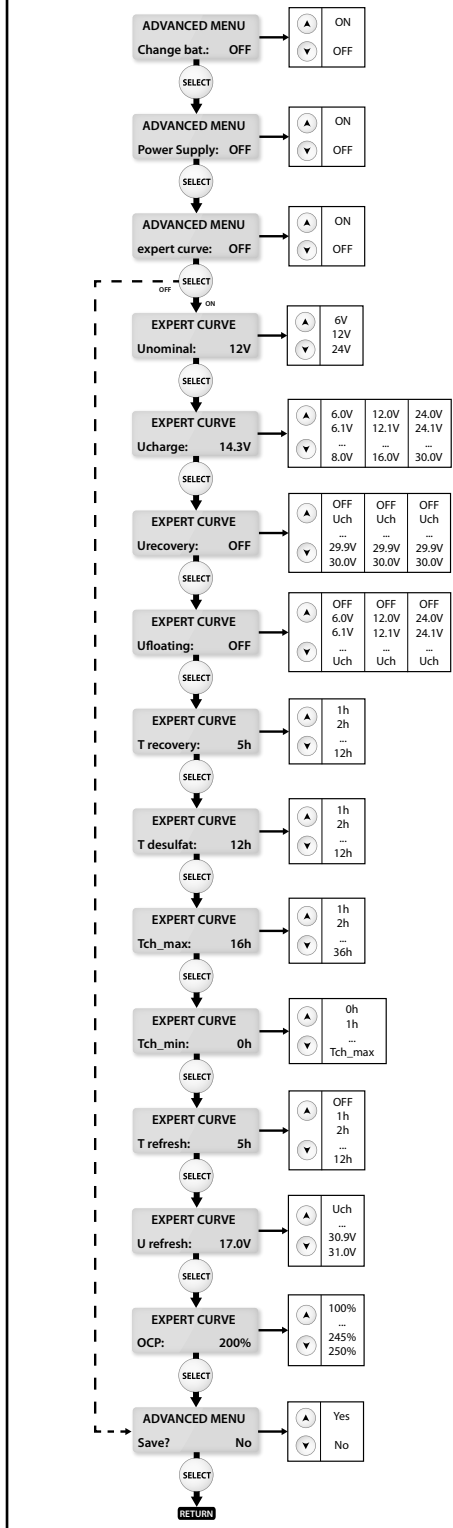 ADVANCED MENU
Change bat.: OFF
ON
OFF
SELECT
ADVANCED MENU
Power Supply: OFF
ON
OFF
SELECT
ADVANCED MENU
expert curve: OFF
ON
OFF
SELECT
OFF
ON
EXPERT CURVE
Unominal: 12V
6V
12V
24V
SELECT
EXPERT CURVE
Ucharge: 14.3V
6.0V 12.0V 24.0V
6.1V 12.1V 24.1V
... ... ...
8.0V 16.0V 30.0V
SELECT
EXPERT CURVE
Urecovery: OFF
OFF OFF OFF
Uch Uch Uch
... ... ...
29.9V 29.9V 29.9V
30.0V 30.0V 30.0V
SELECT
EXPERT CURVE
Ufloating: OFF
OFF OFF OFF
6.0V 12.0V 24.0V
6.1V 12.1V 24.1V
... ... ...
Uch Uch Uch
SELECT
EXPERT CURVE
T recovery: 5h
1h
2h
...
12h
SELECT
EXPERT CURVE
T desulfat: 12h
1h
2h
...
12h
SELECT
EXPERT CURVE
Tch_max: 16h
1h
2h
...
36h
SELECT
EXPERT CURVE
Tch_min: 0h
0h
1h
...
Tch_max
SELECT
EXPERT CURVE
T refresh: 5h
OFF
1h
2h
...
12h
SELECT
EXPERT CURVE
U refresh: 17.0V
Uch
...
30.9V
31.0V
SELECT
EXPERT CURVE
OCP: 200%
100%
...
245%
250%
SELECT
ADVANCED MENU
Save? No
Yes
No
SELECT
RETURN